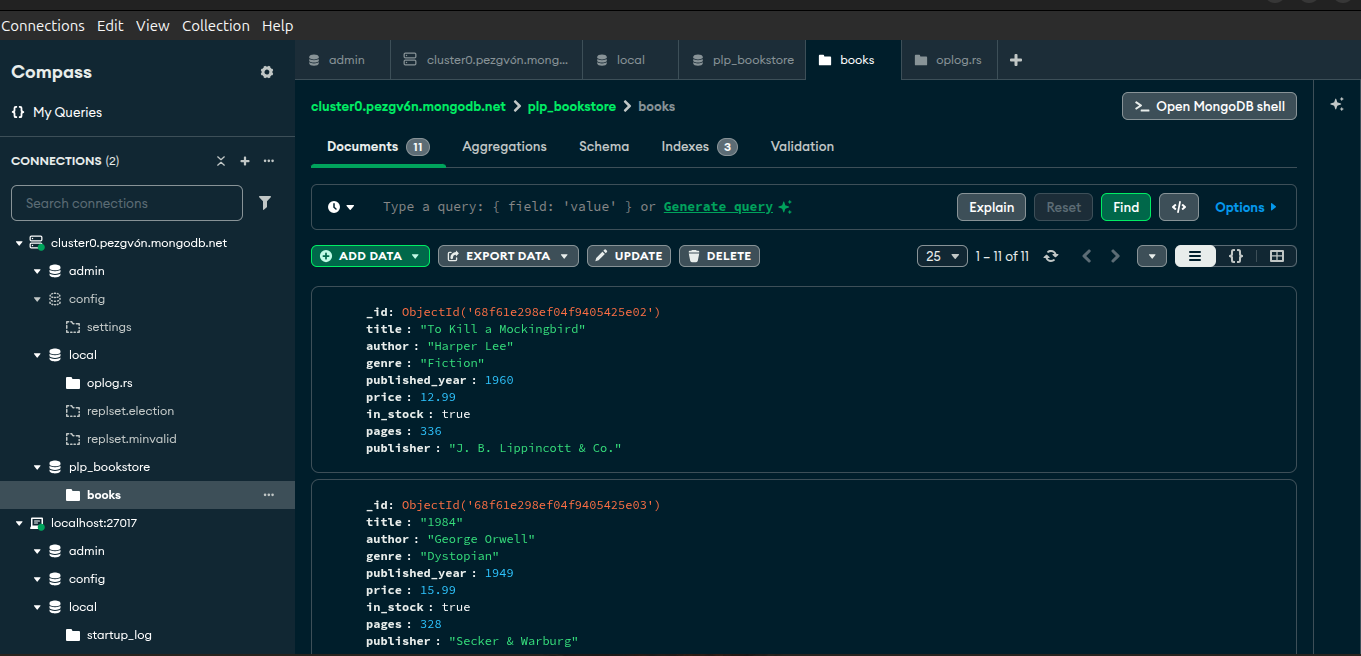 Connections Edit View Collection Help
Compass
My Queries
CONNECTIONS (2)
Search connections
cluster0.pezgv6n.mongodb.net
admin
config
settings
local
oplog.rs
replset.election
replset.minvalid
plp_bookstore
books
localhost:27017
admin
config
local
startup_log
admin cluster0.pezgv6n.mong... local plp_bookstore books oplog.rs
cluster0.pezgv6n.mongodb.net > plp_bookstore > books
>_ Open MongoDB shell
Documents 11 Aggregations Schema Indexes 3 Validation
Type a query: { field: 'value' } or Generate query
Explain Reset Find </> Options
ADD DATA EXPORT DATA UPDATE DELETE
25 1 – 11 of 11 {}
_id: ObjectId('68f61e298ef04f9405425e02')
title : "To Kill a Mockingbird"
author : "Harper Lee"
genre : "Fiction"
published_year : 1960
price : 12.99
in_stock : true
pages : 336
publisher : "J. B. Lippincott & Co."
_id: ObjectId('68f61e298ef04f9405425e03')
title : "1984"
author : "George Orwell"
genre : "Dystopian"
published_year : 1949
price : 15.99
in_stock : true
pages : 328
publisher : "Secker & Warburg"